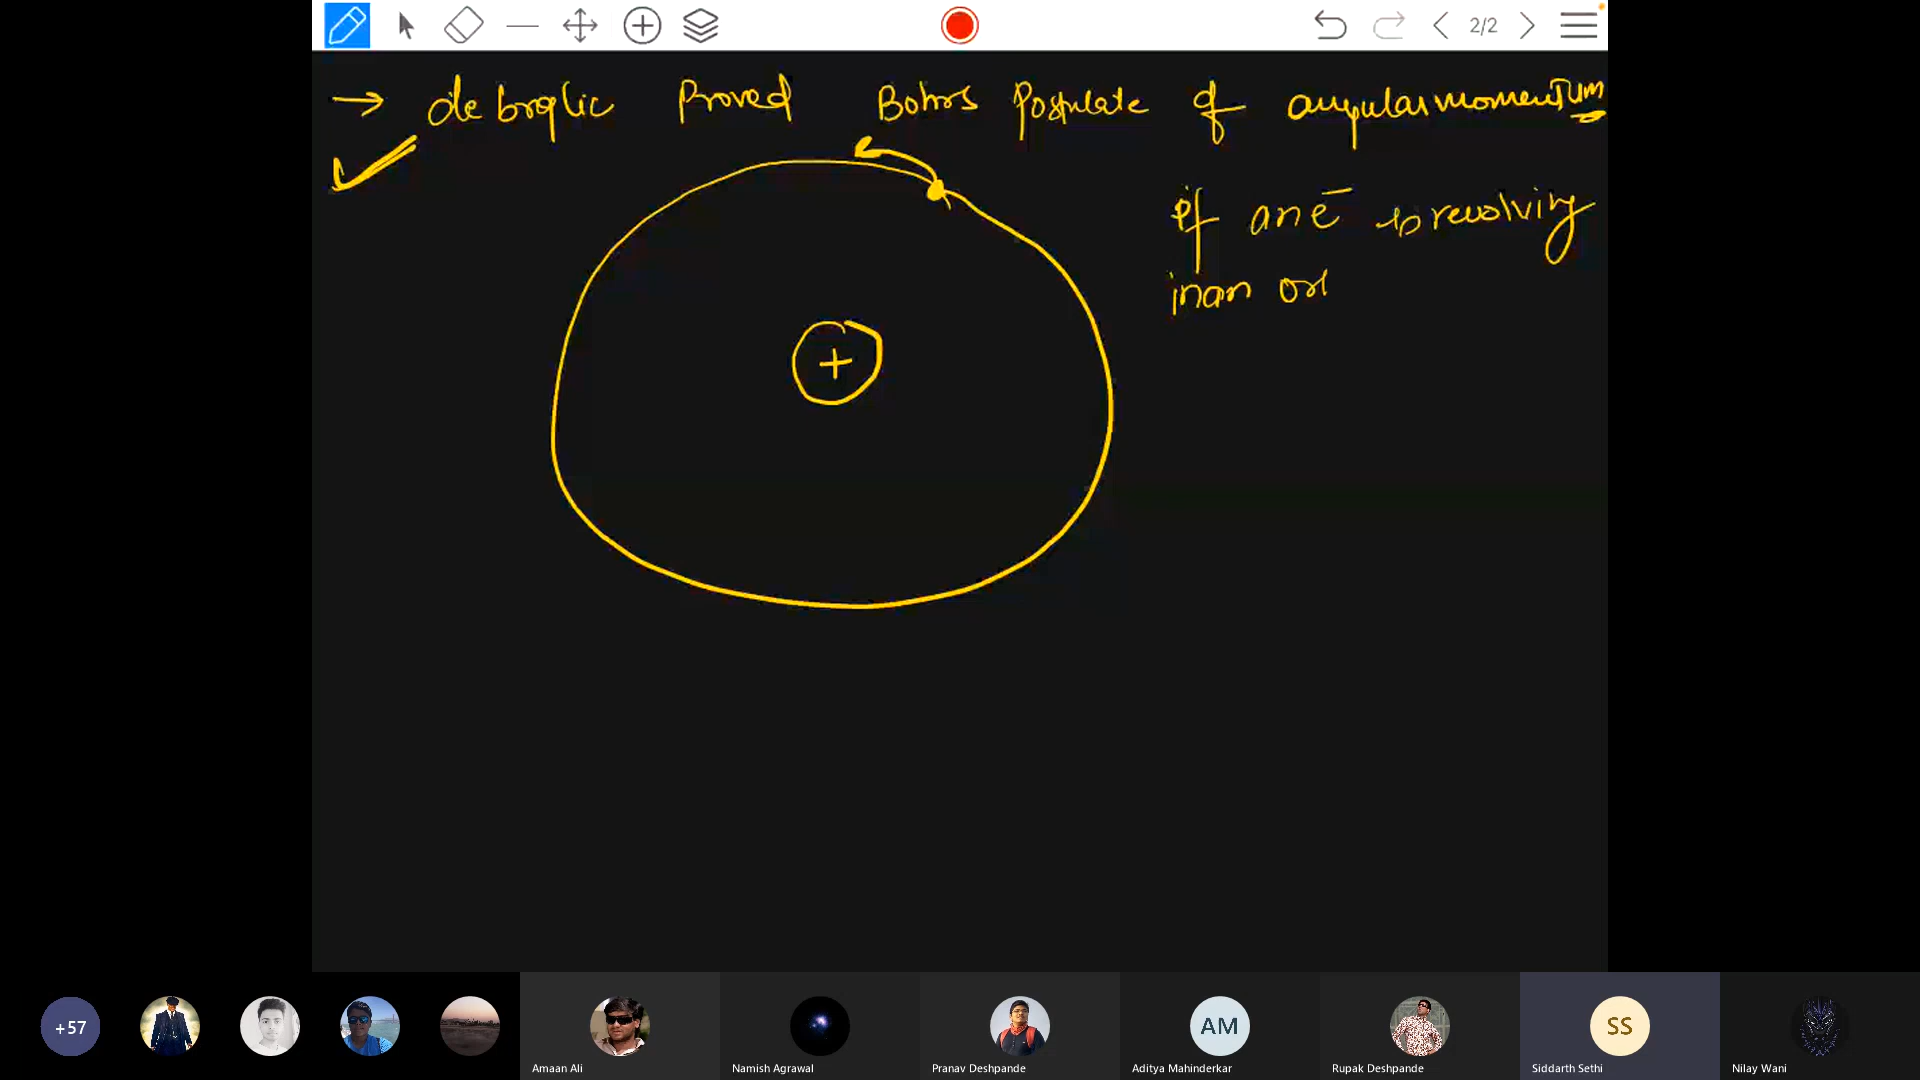 2/2
→ de broglie Proved Bohrs Postulate of angular momentum
if an e⁻ is revolving
in an or
+
+57
AM
SS
Amaan Ali
Namish Agrawal
Pranav Deshpande
Aditya Mahinderkar
Rupak Deshpande
Siddarth Sethi
Nilay Wani